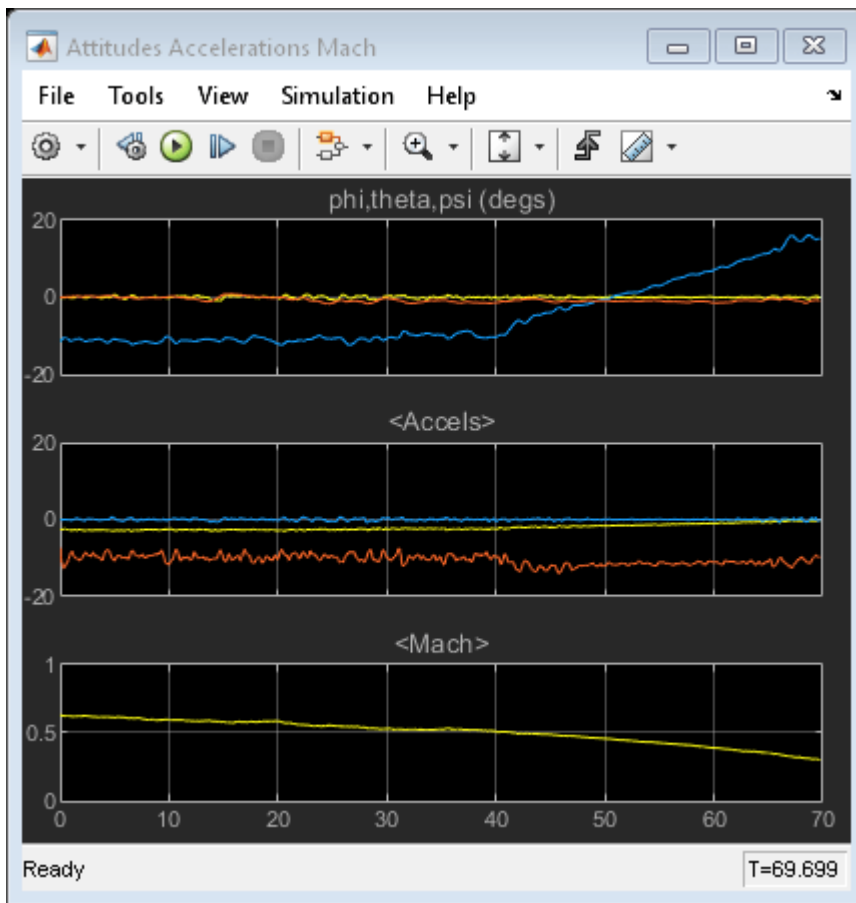 Attitudes Accelerations Mach
File Tools View Simulation Help
phi,theta,psi (degs)
20
0
-20
<Accels>
20
0
-20
<Mach>
1
0.5
0
0 10 20 30 40 50 60 70
Ready T=69.699